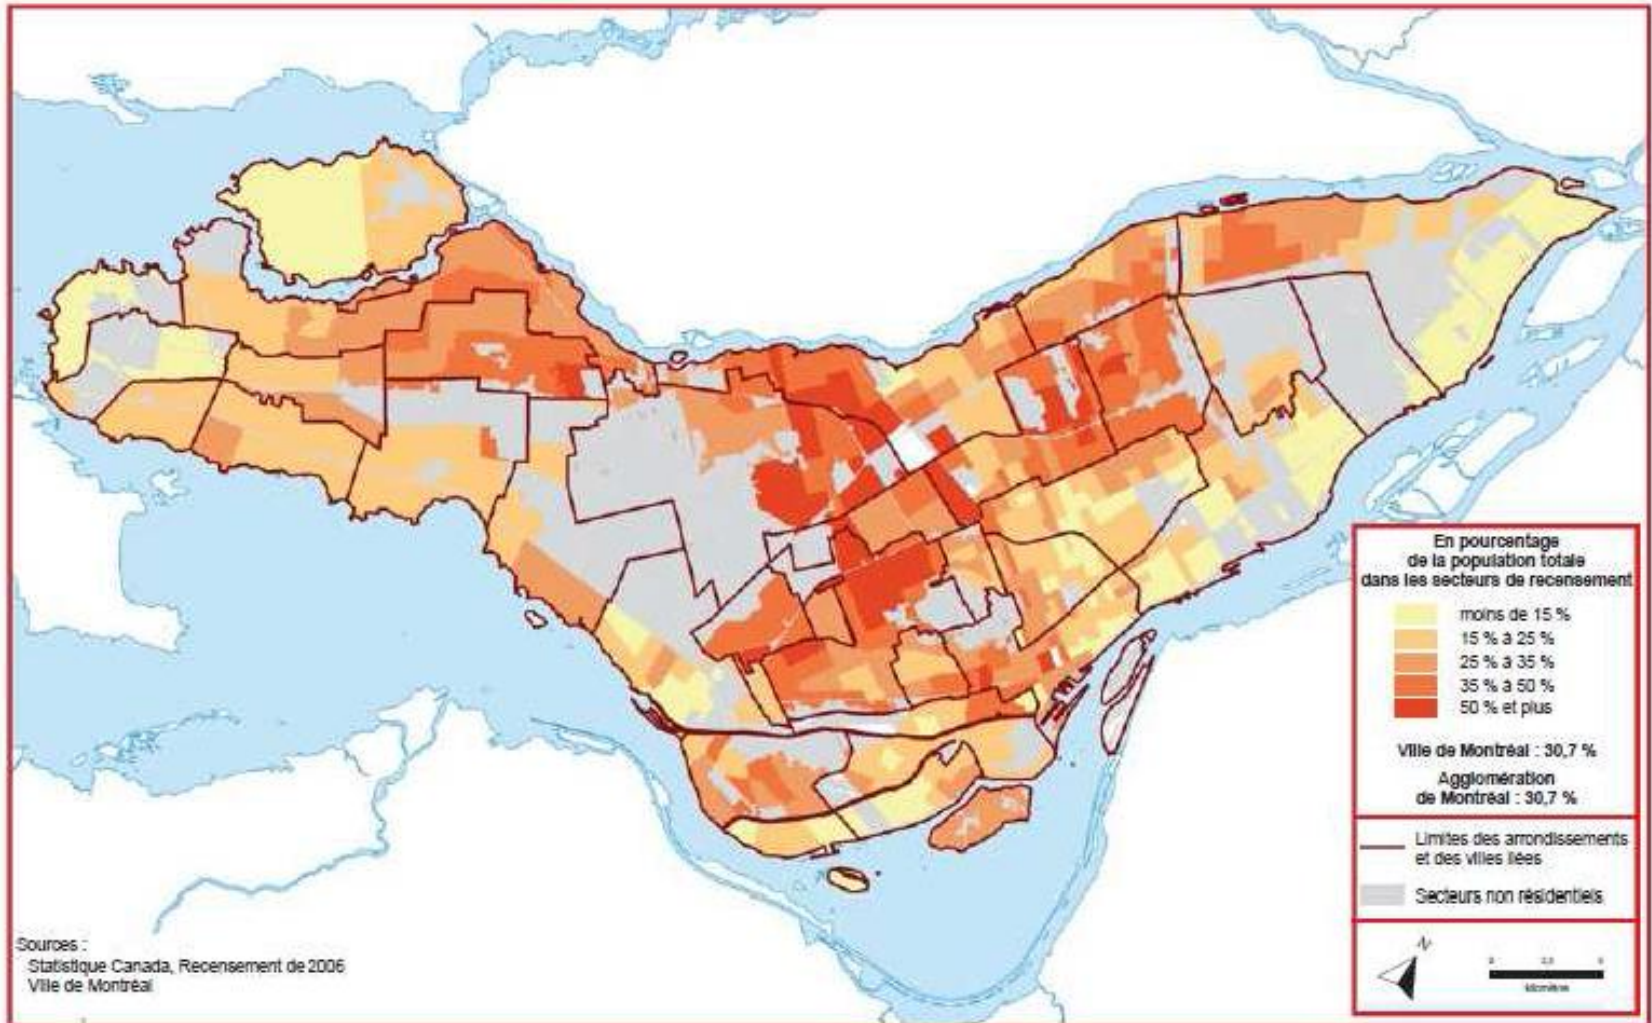 En pourcentage
de la population totale
dans les secteurs de recensement
moins de 15 %
15 % à 25 %
25 % à 35 %
35 % à 50 %
50 % et plus
Ville de Montréal : 30,7 %
Agglomération
de Montréal : 30,7 %
Limites des arrondissements
et des villes liées
Secteurs non résidentiels
N
kilomètres
Sources :
Statistique Canada, Recensement de 2006
Ville de Montréal